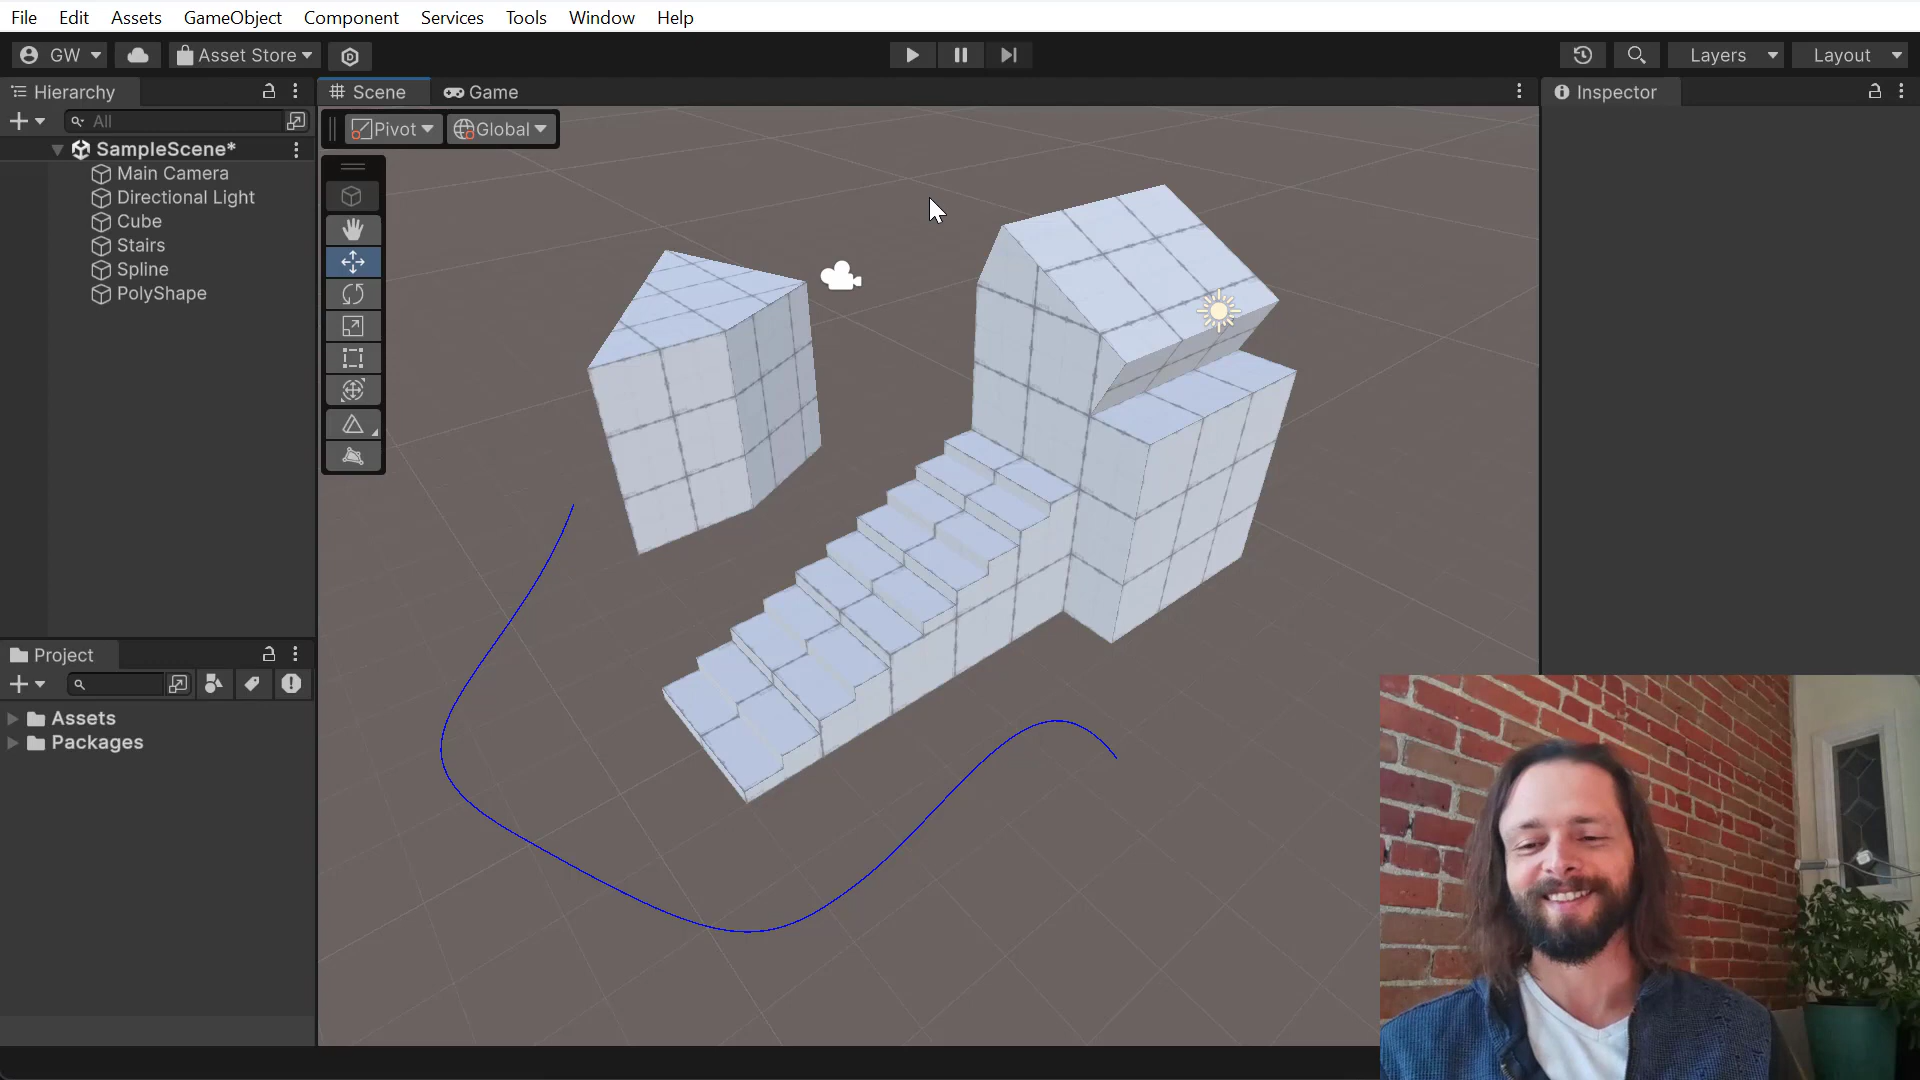 File Edit Assets GameObject Component Services Tools Window Help
GW Asset Store Layers Layout
Hierarchy Scene Game Inspector
All Pivot Global
SampleScene*
Main Camera
Directional Light
Cube
Stairs
Spline
PolyShape
Project
Assets
Packages